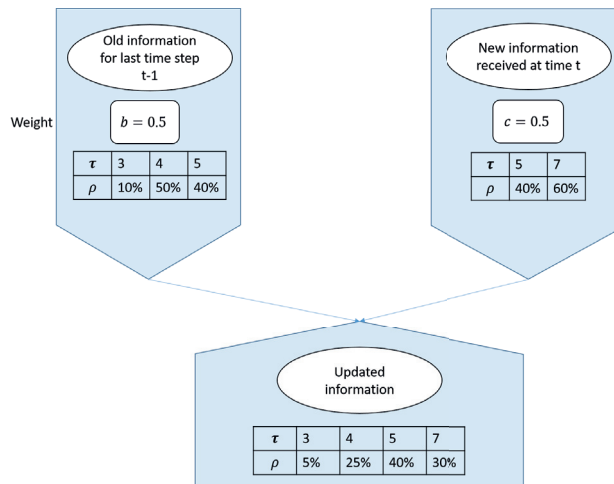 Old information
for last time step
t-1
New information
received at time t
Weight
b = 0.5
c = 0.5
τ 3 4 5
ρ 10% 50% 40%
τ 5 7
ρ 40% 60%
Updated
information
τ 3 4 5 7
ρ 5% 25% 40% 30%